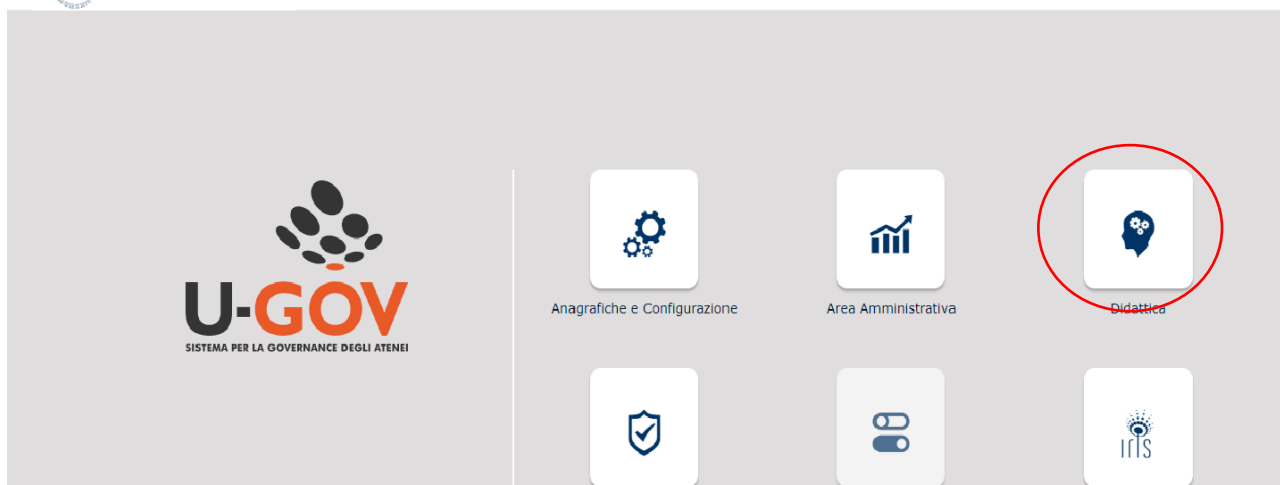 U-GOV
SISTEMA PER LA GOVERNANCE DEGLI ATENEI
Anagrafiche e Configurazione
Area Amministrativa
Didattica
IrIS